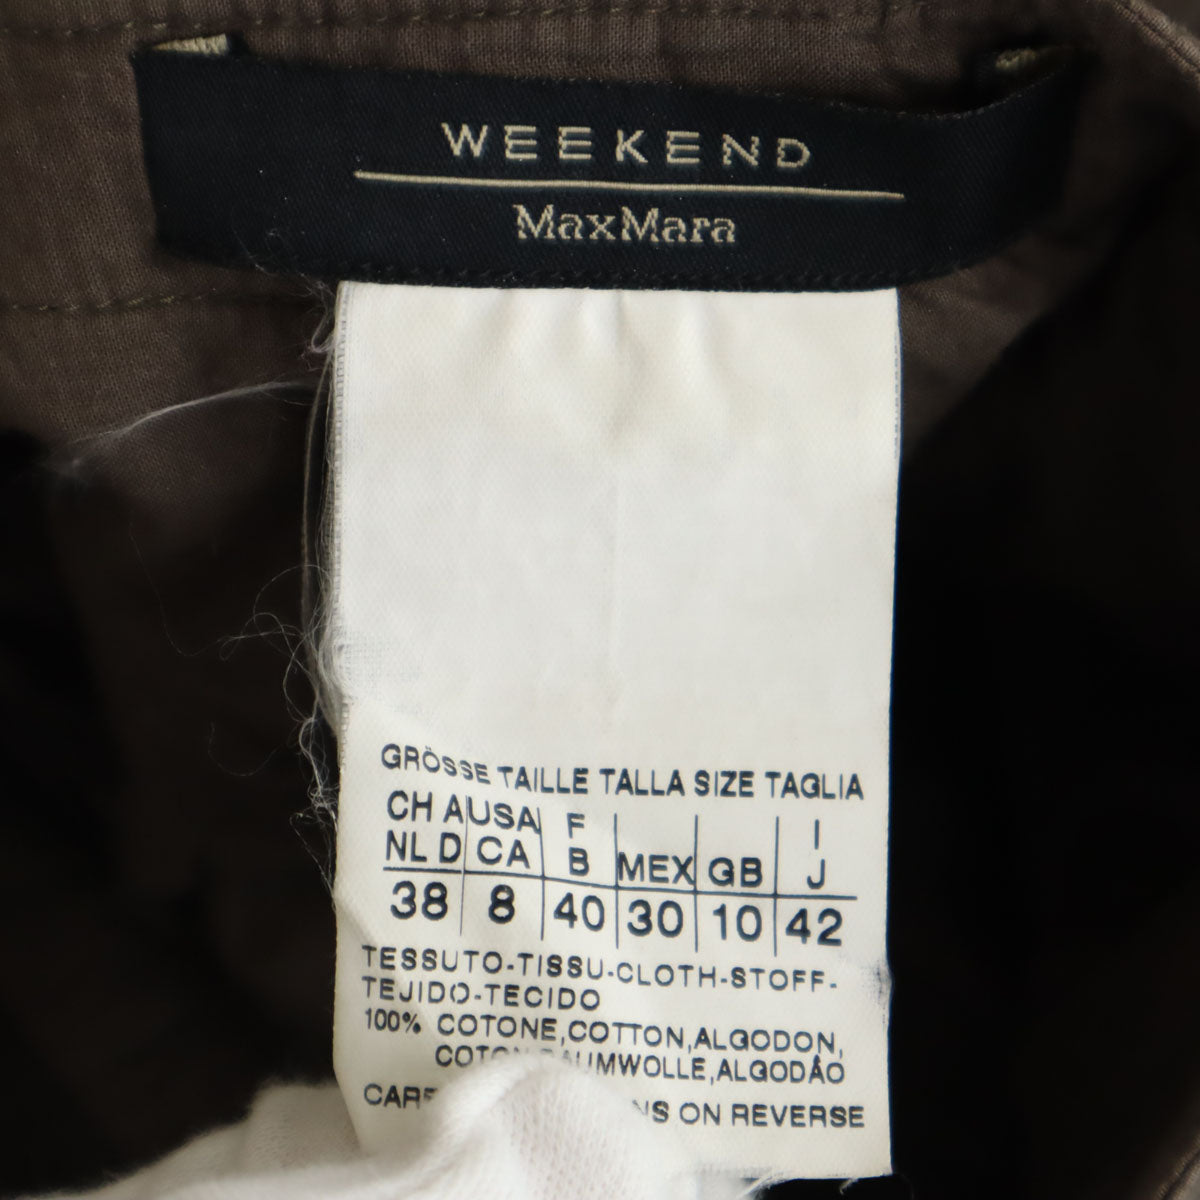 WEEKEND
MaxMara
GRÖSSE TAILLE TALLA SIZE TAGLIA
CH A USA F I
NL D CA B MEX GB J
38 8 40 30 10 42
TESSUTO-TISSU-CLOTH-STOFF-
TEJIDO-TECIDO
100% COTONE,COTTON,ALGODON,
ALGODÃO
ON REVERSE